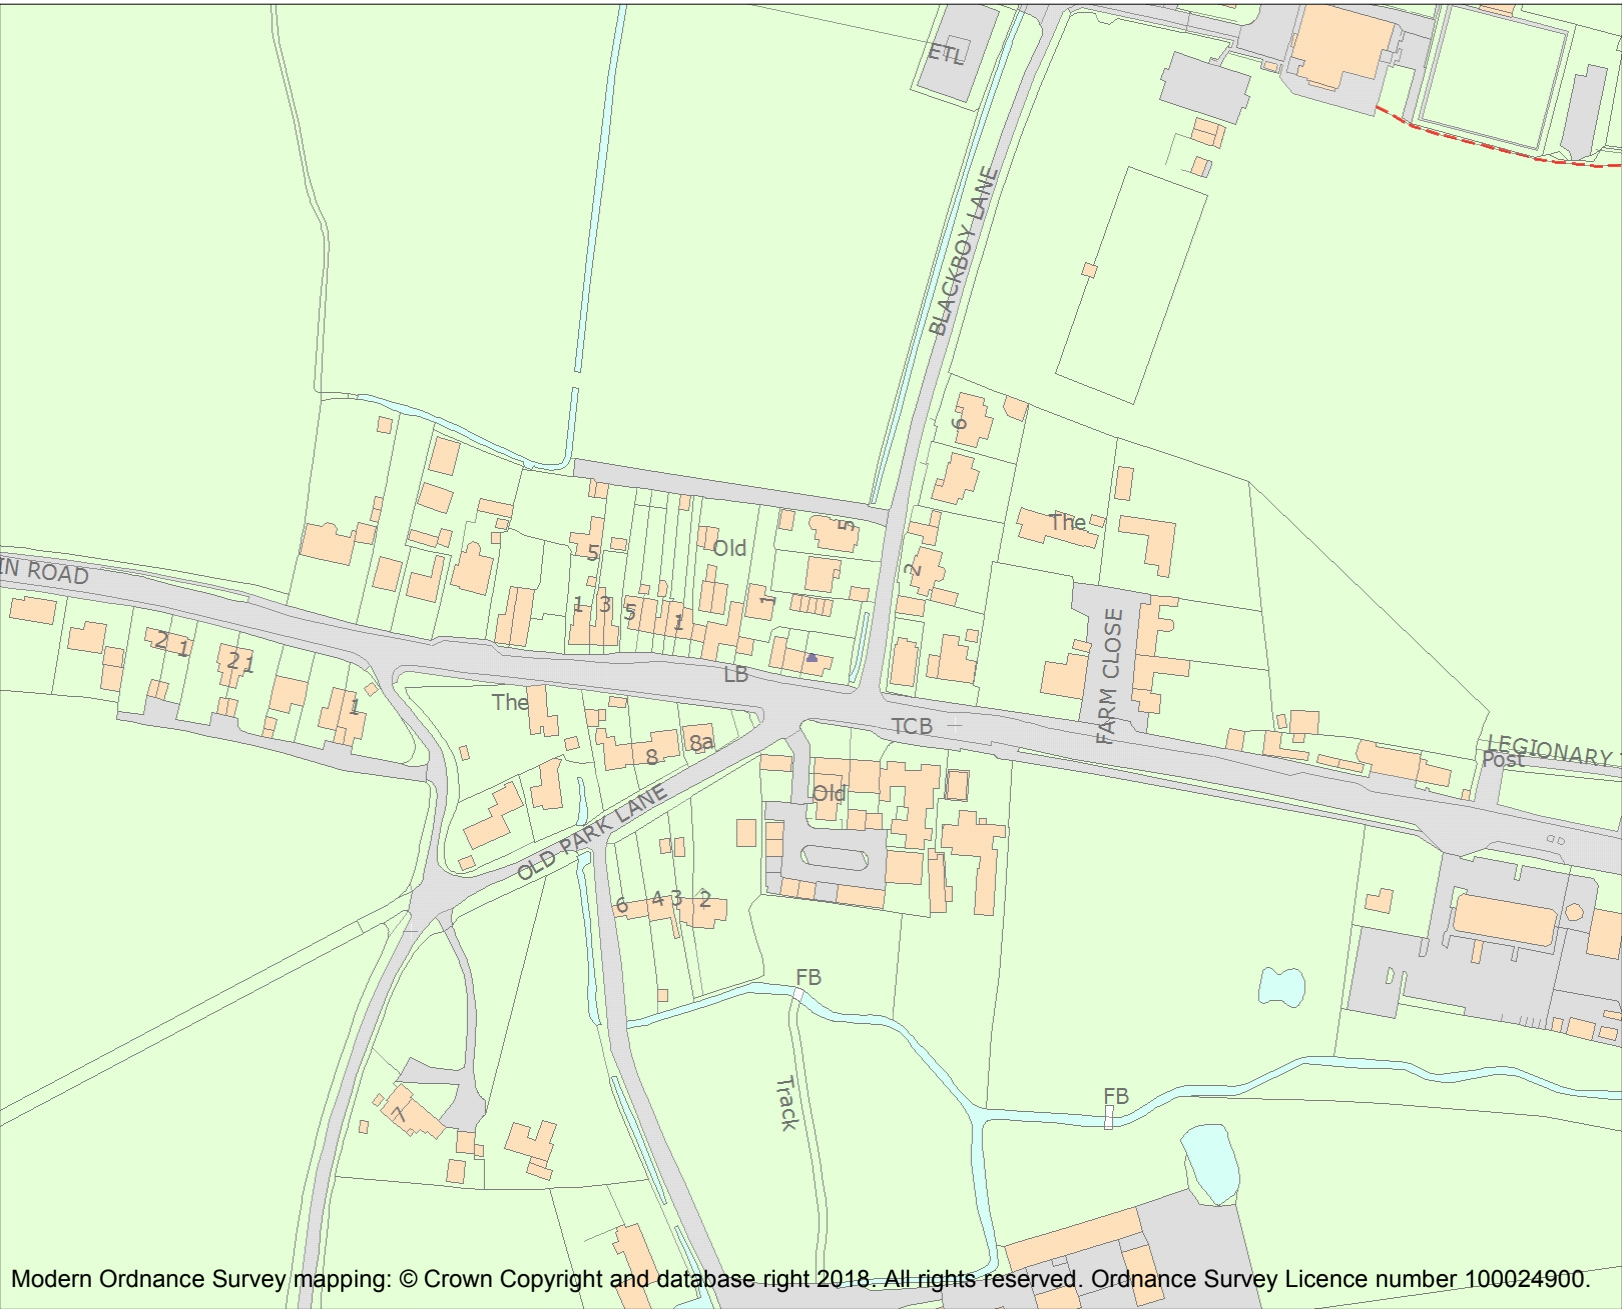 ETL
BLACKBOY LANE
6
The
5
Old
5
2
IN ROAD
1
3
5
1
1
2 1
2 1
1
LB
FARM CLOSE
The
TCB
8
8a
LEGIONARY
Post
Old
OLD PARK LANE
6
4
3
2
FB
Track
FB
7
Modern Ordnance Survey mapping: © Crown Copyright and database right 2018. All rights reserved. Ordnance Survey Licence number 100024900.